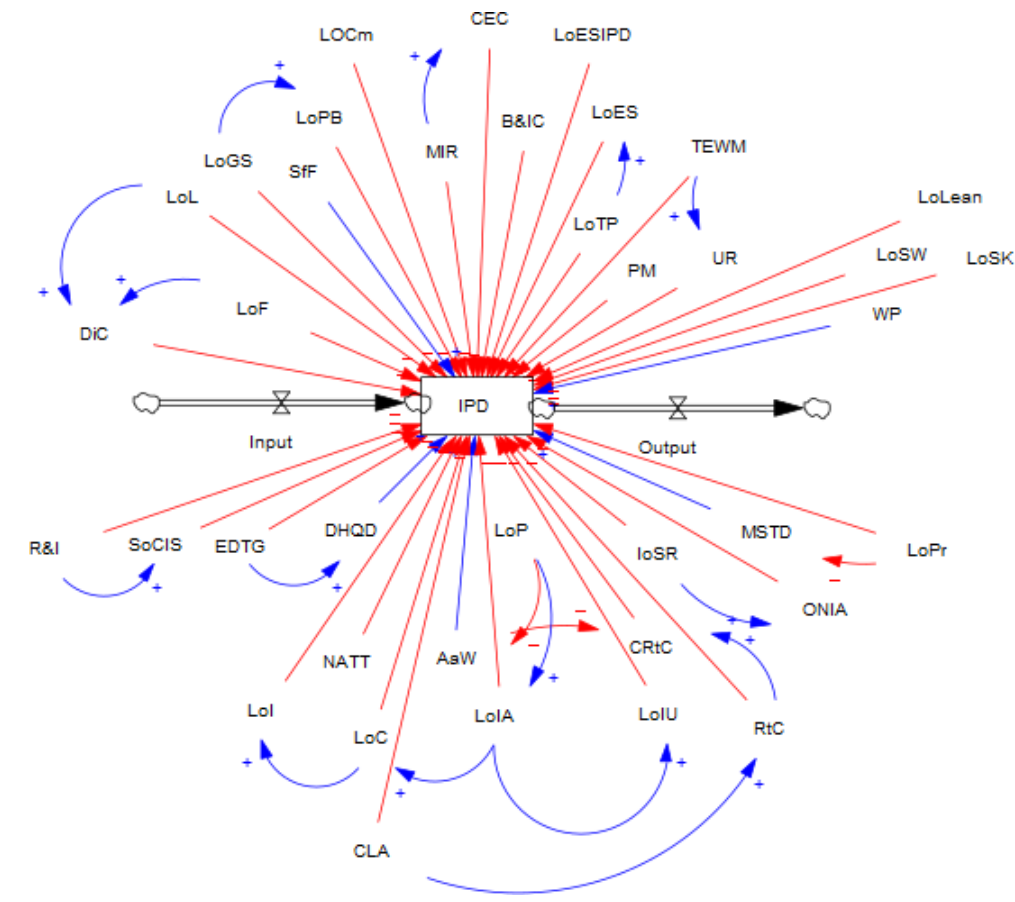 CEC
LOCm
LoESIPD
+
+
LoPB
B&IC
LoES
LoGS
MIR
TEWM
SfF
+
LoL
LoLean
LoTP
+
UR
LoSW
LoSK
PM
+
+
LoF
WP
DiC
IPD
Input
Output
R&I
SoCIS
EDTG
DHQD
LoP
IoSR
MSTD
LoPr
+
+
−
ONIA
−
−
+
+
NATT
AaW
CRtC
+
LoI
LoC
LoIA
LoIU
RtC
+
+
+
+
CLA